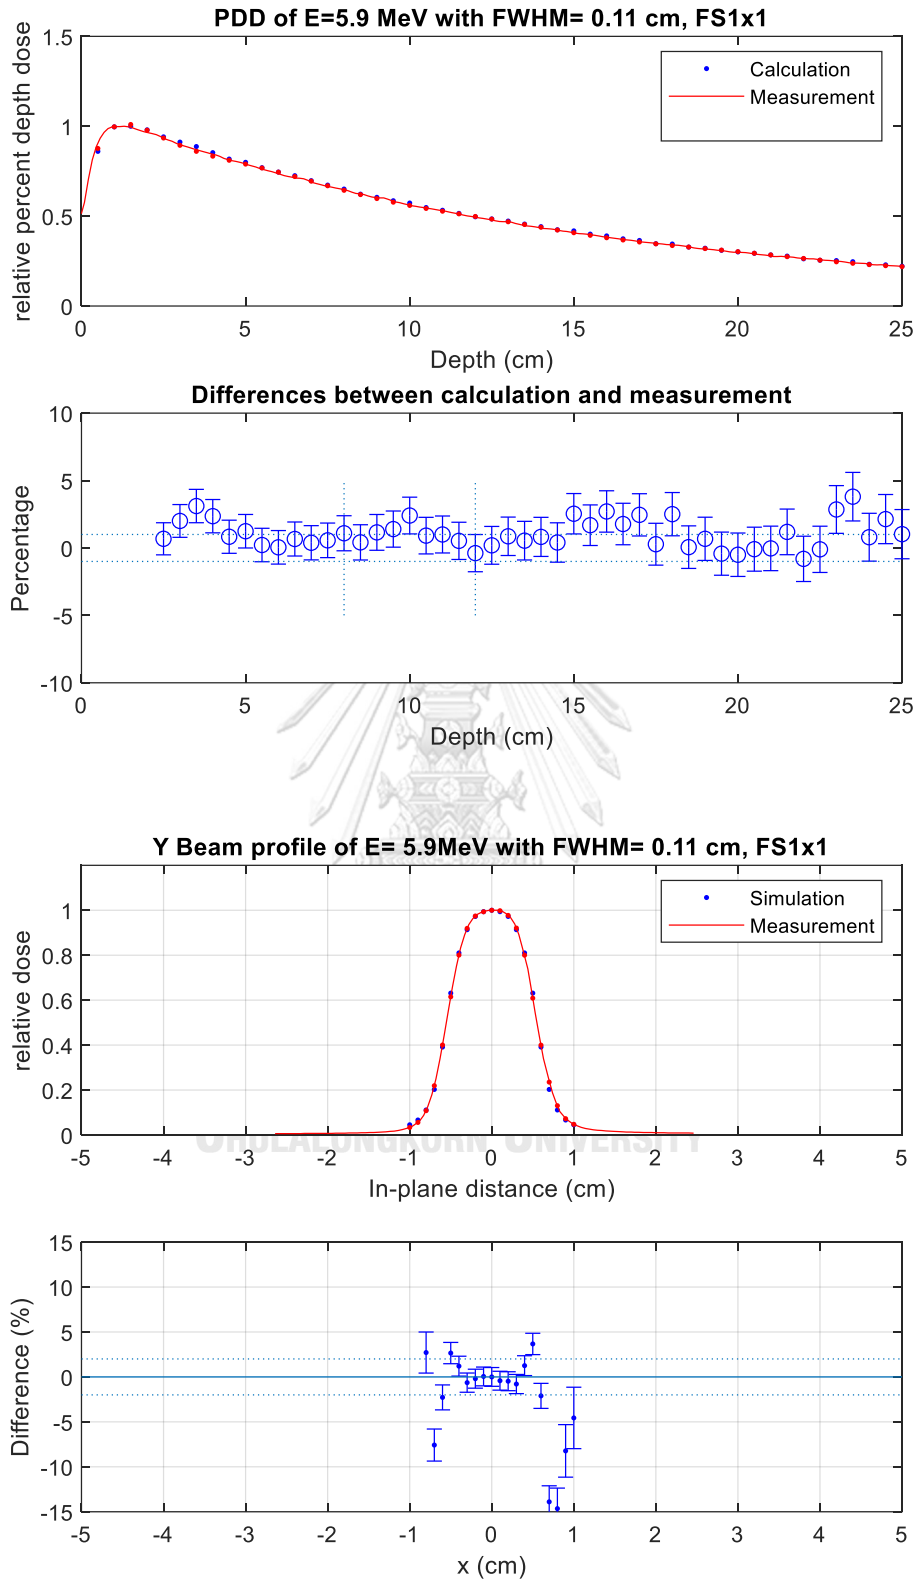 PDD of E=5.9 MeV with FWHM= 0.11 cm, FS1x1
relative percent depth dose
1.5
1
0.5
0
Calculation
Measurement
0 5 10 15 20 25
Depth (cm)
Differences between calculation and measurement
Percentage
10
5
0
-5
-10
0 5 10 15 20 25
Depth (cm)
Y Beam profile of E= 5.9MeV with FWHM= 0.11 cm, FS1x1
relative dose
1
0.8
0.6
0.4
0.2
0
Simulation
Measurement
CHULALONGKORN UNIVERSITY
-5 -4 -3 -2 -1 0 1 2 3 4 5
In-plane distance (cm)
Difference (%)
15
10
5
0
-5
-10
-15
-5 -4 -3 -2 -1 0 1 2 3 4 5
x (cm)